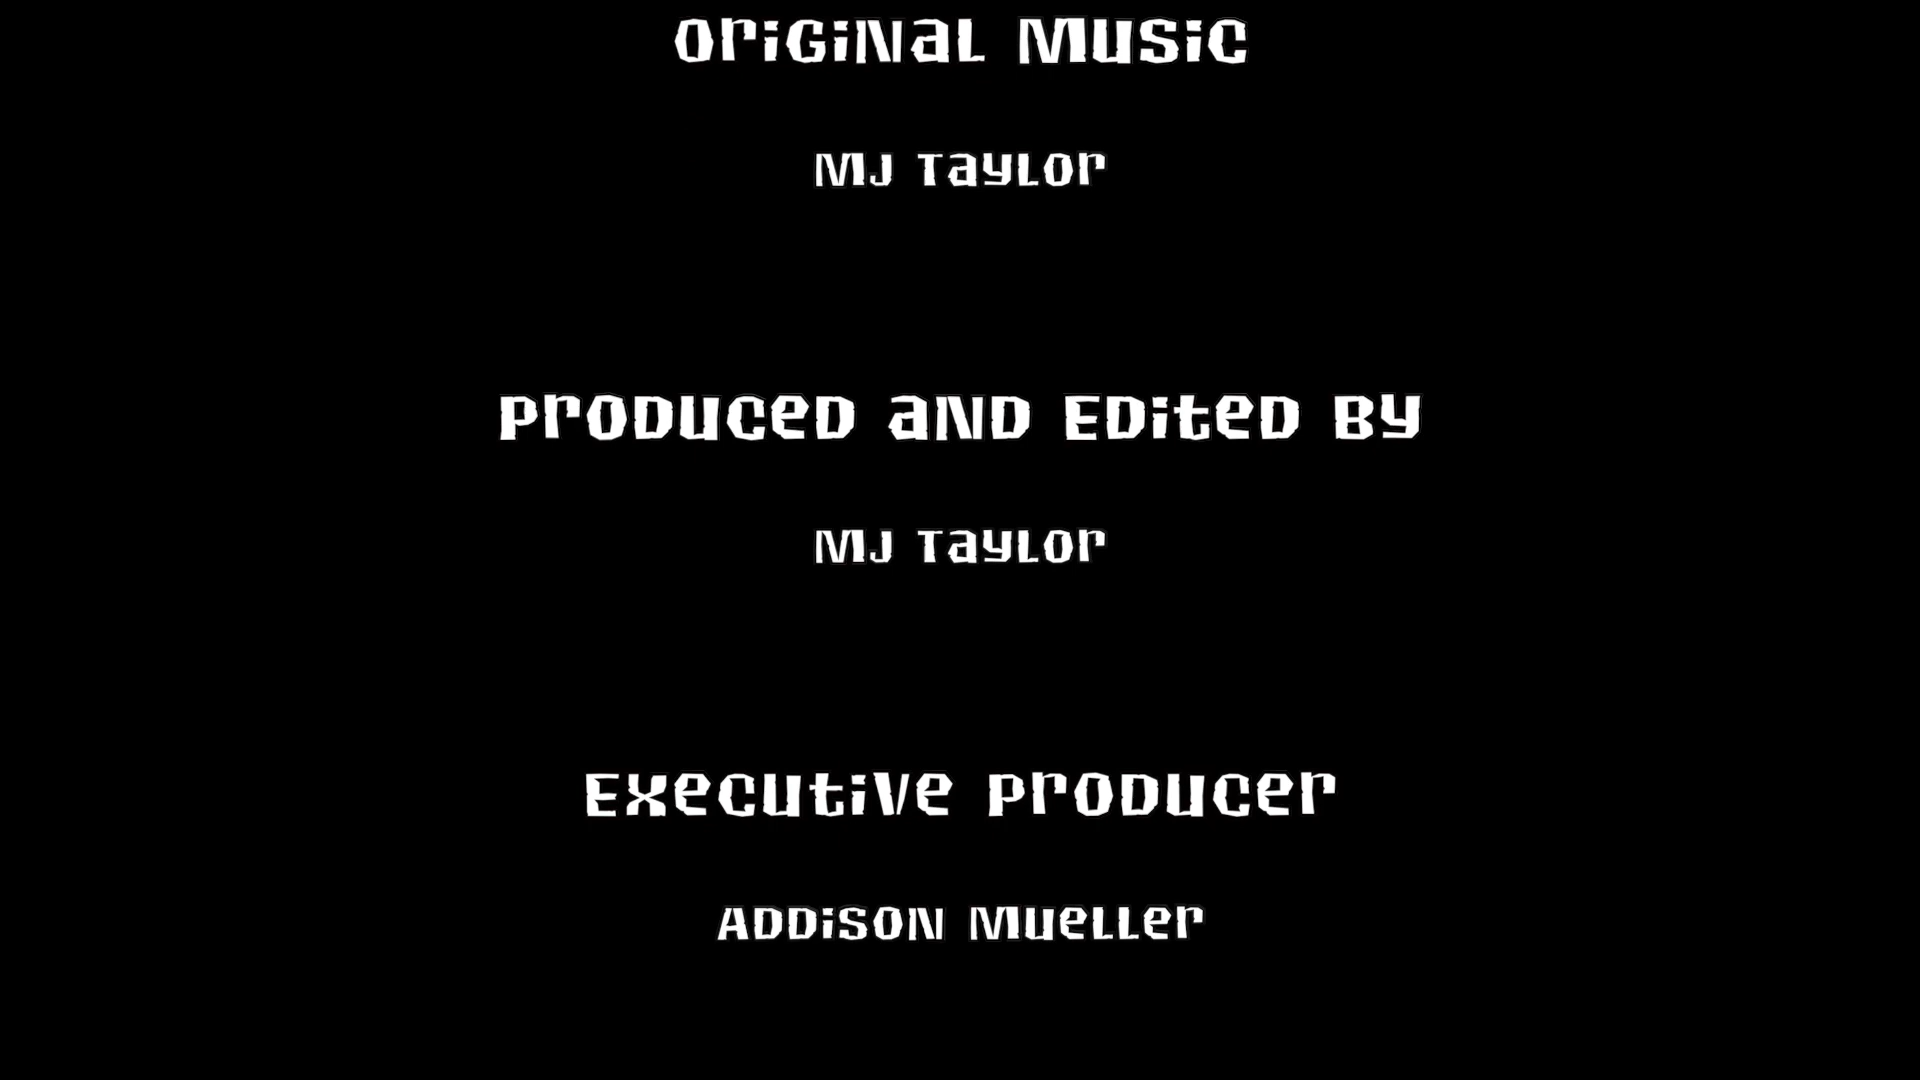 Original Music
MJ Taylor
Produced and Edited By
MJ Taylor
Executive Producer
Addison Mueller